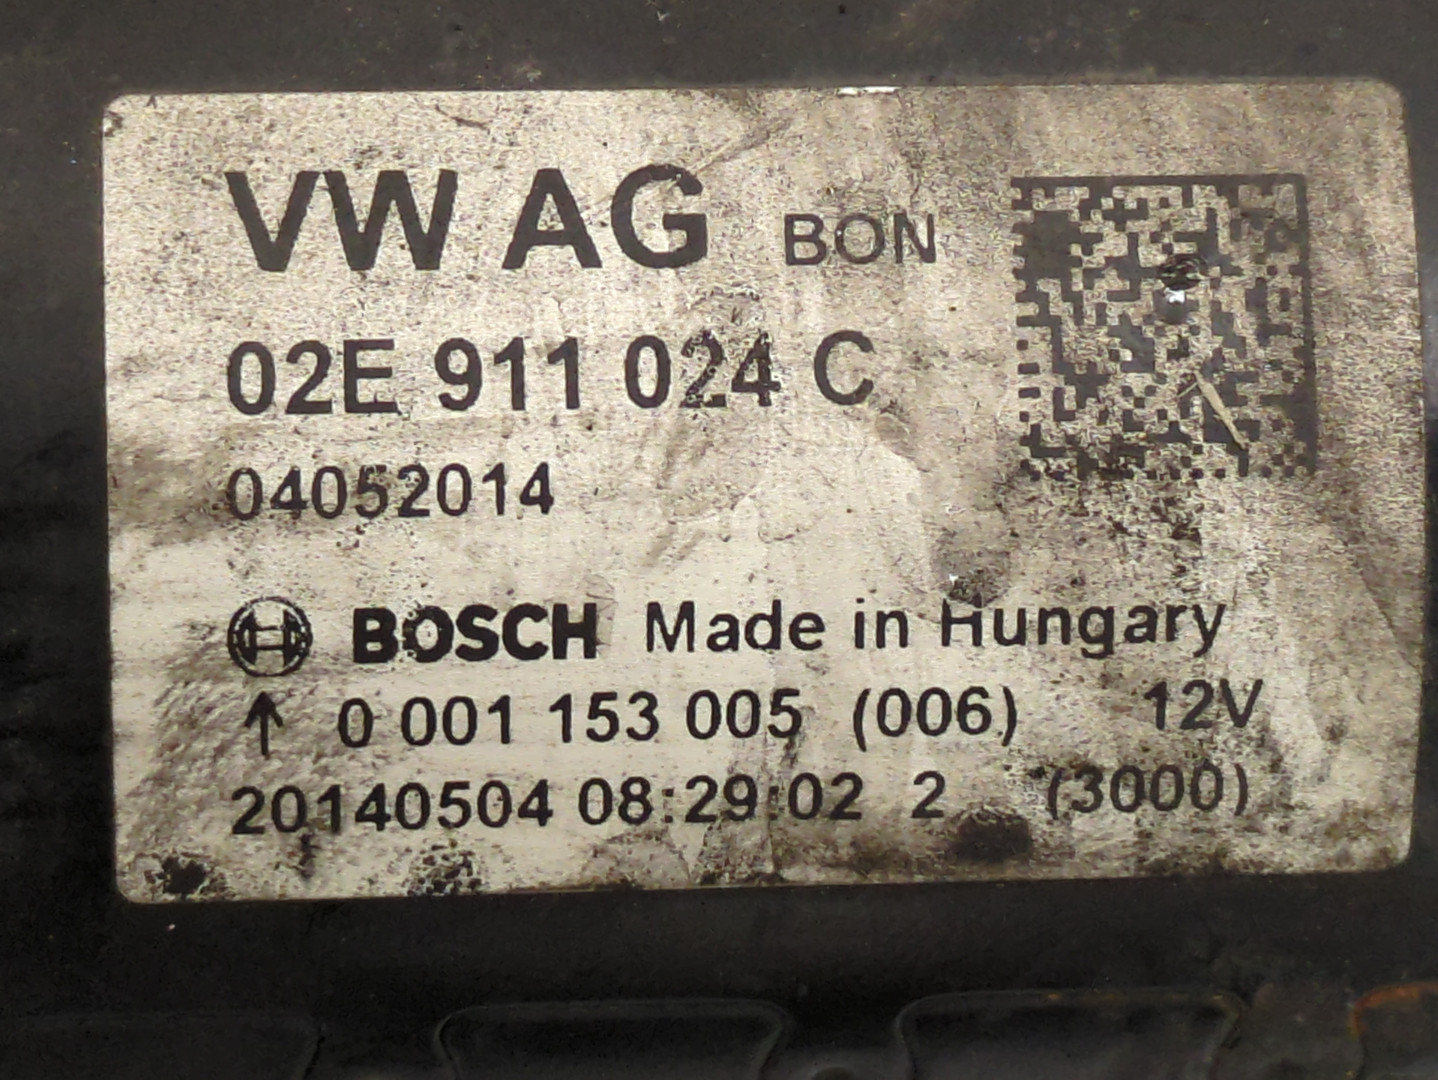 VW AG BON
02E 911 024 C
04052014
BOSCH Made in Hungary
↑ 0 001 153 005 (006) 12V
20140504 08:29:02 2 (3000)